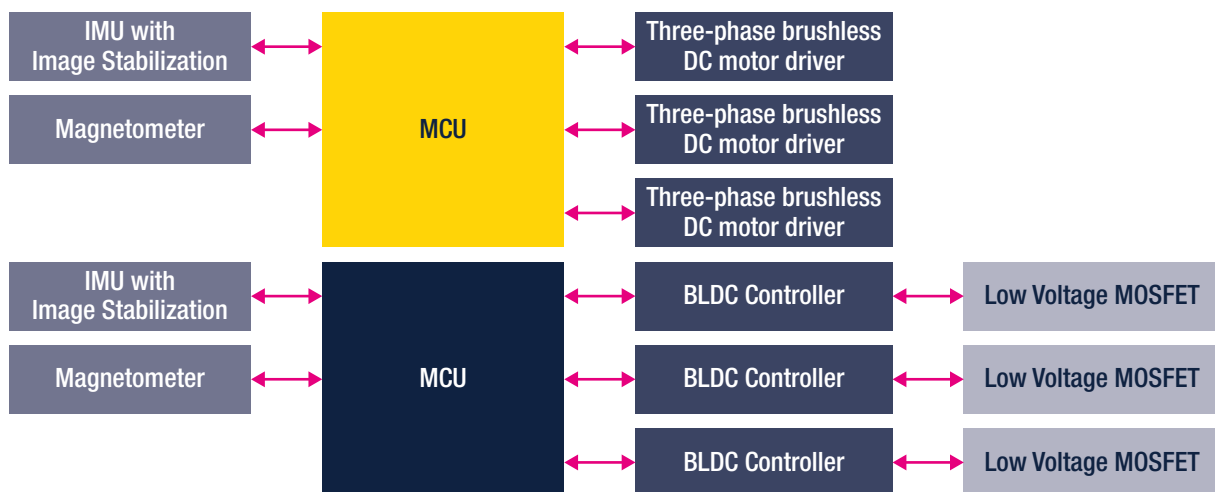 IMU with
Image Stabilization
MCU
Three-phase brushless
DC motor driver
Magnetometer
Three-phase brushless
DC motor driver
Three-phase brushless
DC motor driver
IMU with
Image Stabilization
MCU
BLDC Controller
Low Voltage MOSFET
Magnetometer
BLDC Controller
Low Voltage MOSFET
BLDC Controller
Low Voltage MOSFET